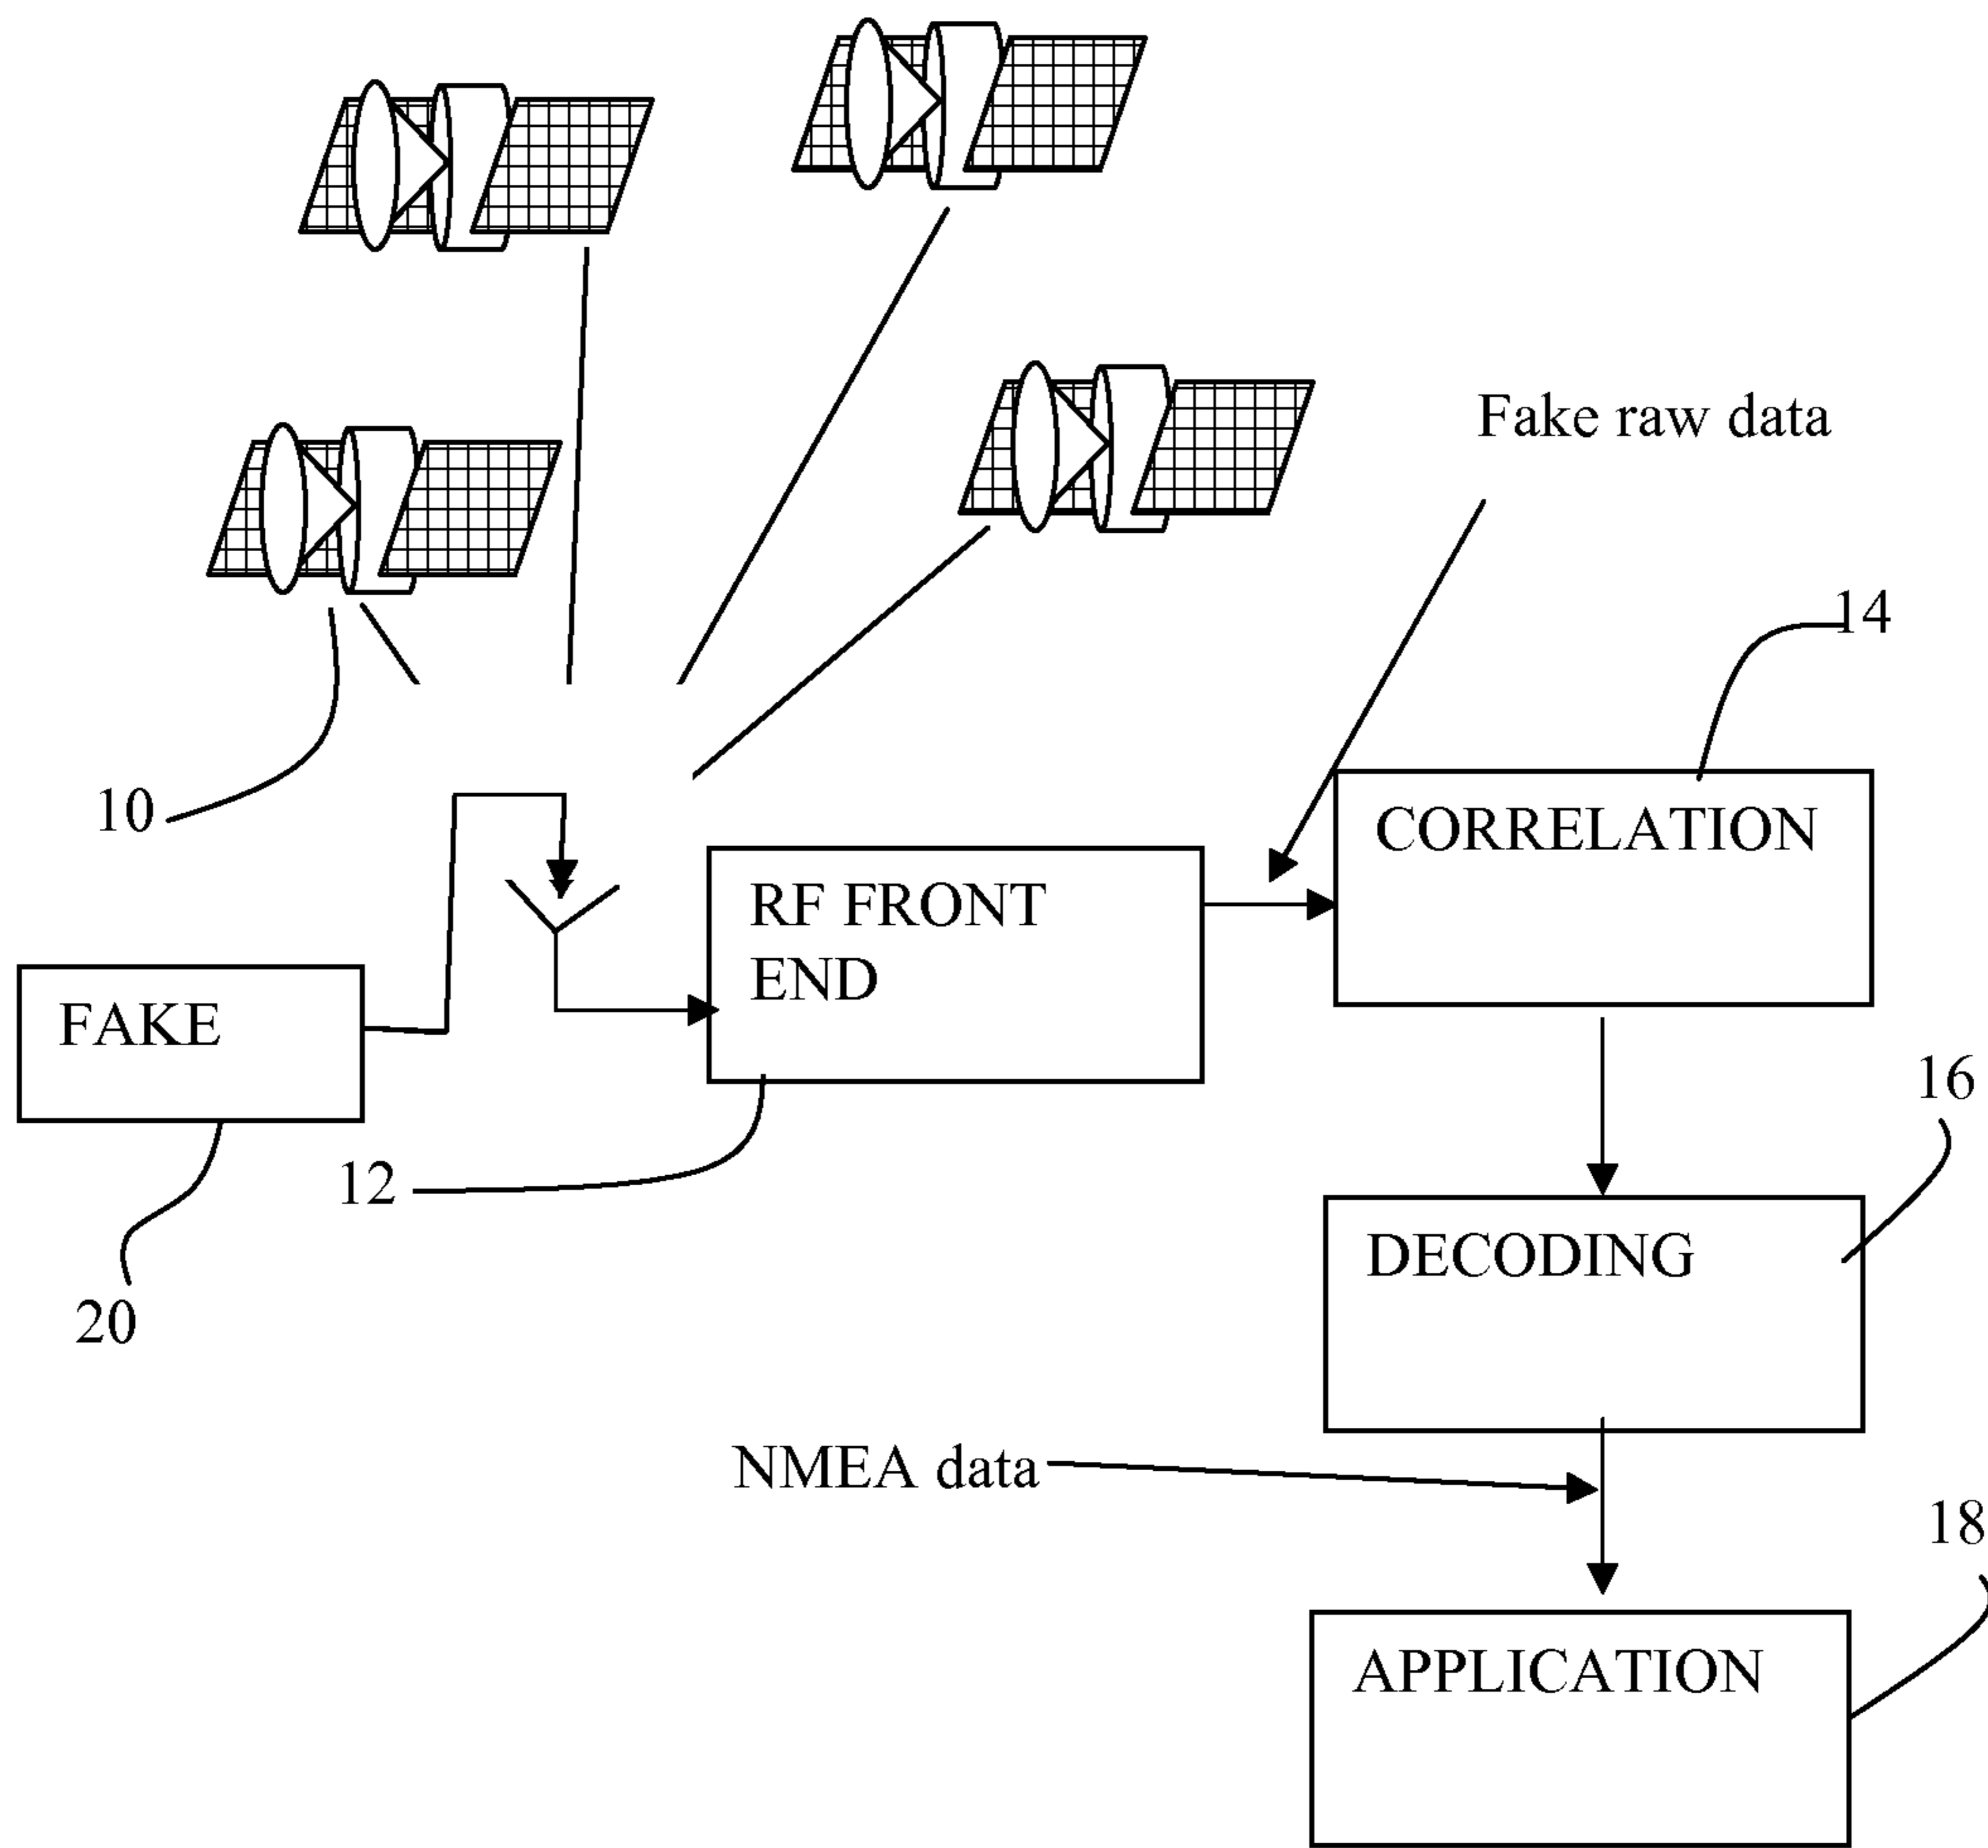 Fake raw data
14
10
CORRELATION
RF FRONT
END
FAKE
16
12
DECODING
20
NMEA data
18
APPLICATION